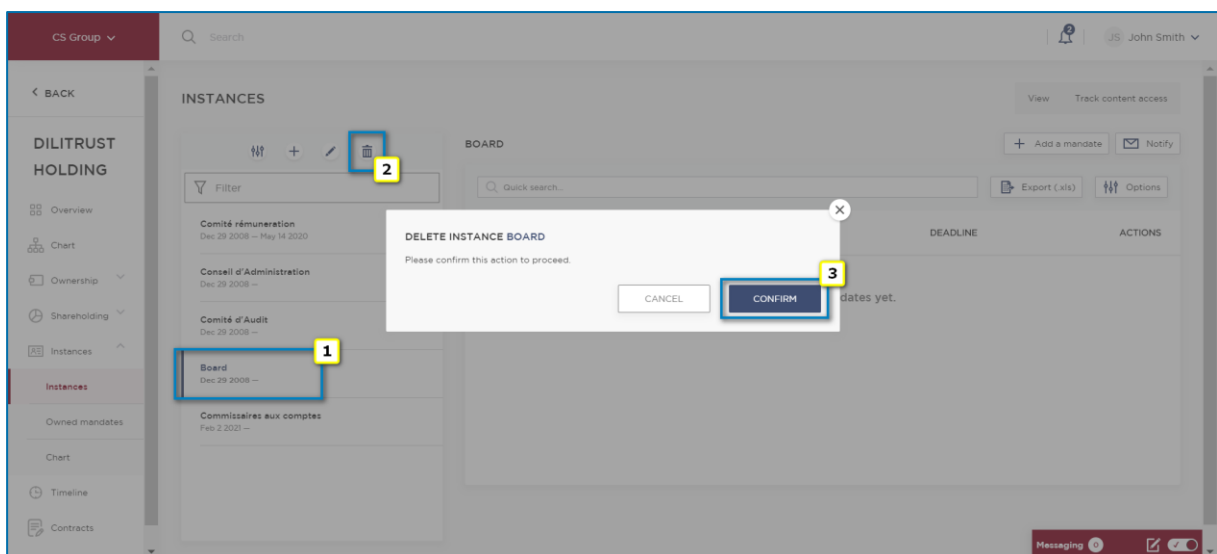 CS Group
Search
2
JS John Smith
BACK
INSTANCES
View Track content access
DILITRUST
HOLDING
2
BOARD
Add a mandate Notify
Filter
Quick search...
Export (.xls) Options
Overview
Comité rémuneration
Dec 29 2008 — May 14 2020
DELETE INSTANCE BOARD
DEADLINE ACTIONS
Chart
Please confirm this action to proceed.
Conseil d'Administration
Dec 29 2008 —
3
Ownership
CANCEL CONFIRM
dates yet.
Shareholding
Comité d'Audit
Dec 29 2008 —
Instances
1
Board
Dec 29 2008 —
Instances
Commissaires aux comptes
Feb 2 2021 —
Owned mandates
Chart
Timeline
Contracts
Messaging 0